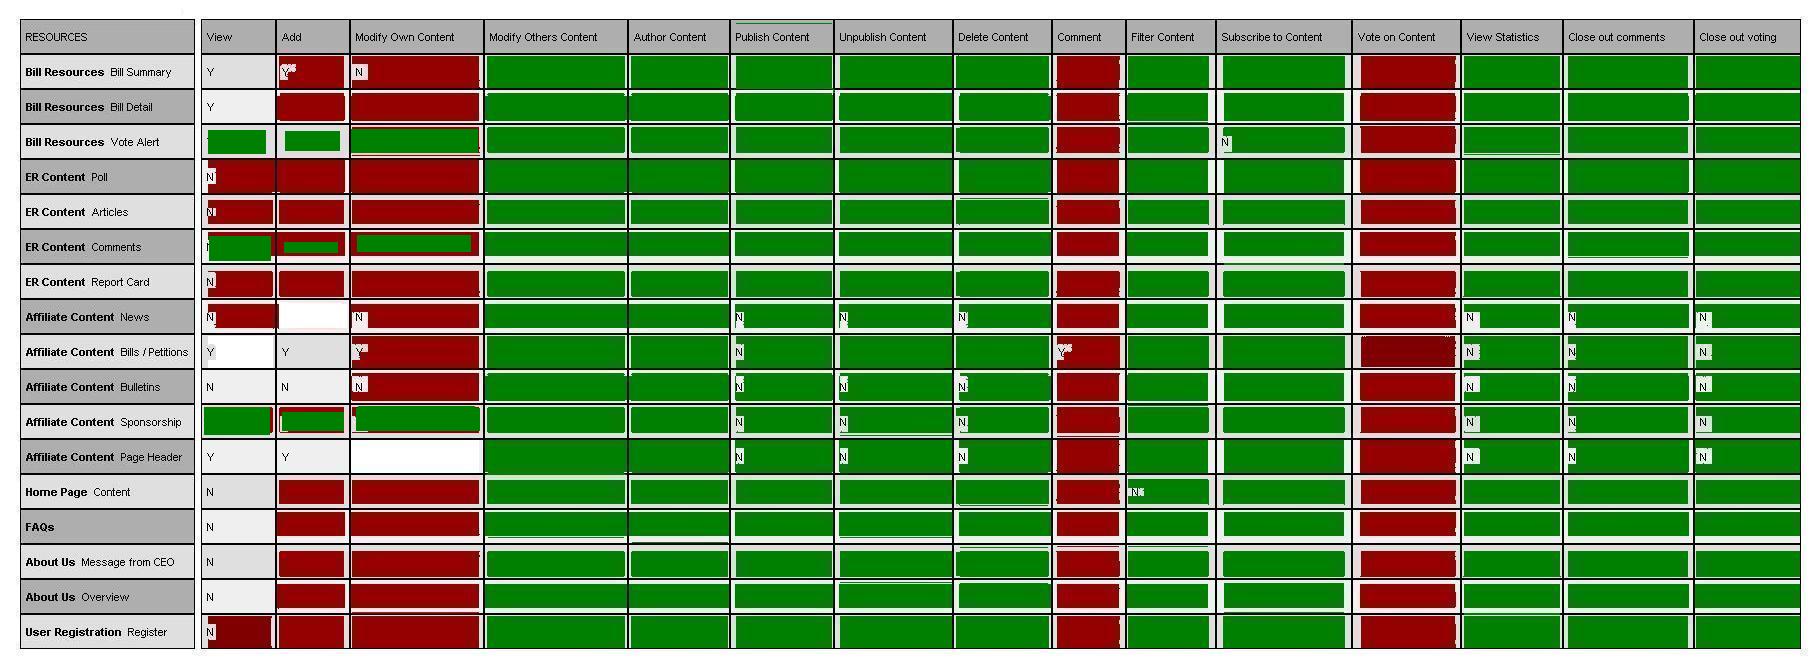 RESOURCES View Add Modify Own Content Modify Others Content Author Content Publish Content Unpublish Content Delete Content Comment Filter Content Subscribe to Content Vote on Content View Statistics Close out comments Close out voting
Bill Resources Bill Summary Y Y N
Bill Resources Bill Detail Y
Bill Resources Vote Alert N
ER Content Poll N
ER Content Articles N
ER Content Comments
ER Content Report Card N
Affiliate Content News N N N N N N N N
Affiliate Content Bills / Petitions Y Y Y N Y N N N
Affiliate Content Bulletins N N N N N N N N N
Affiliate Content Sponsorship N N N N N N
Affiliate Content Page Header Y Y N N N N N N
Home Page Content N N
FAQs N
About Us Message from CEO N
About Us Overview N
User Registration Register N